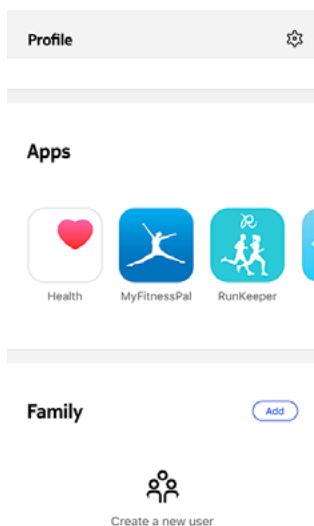 Profile
Apps
Health MyFitnessPal RunKeeper
Family Add
Create a new user